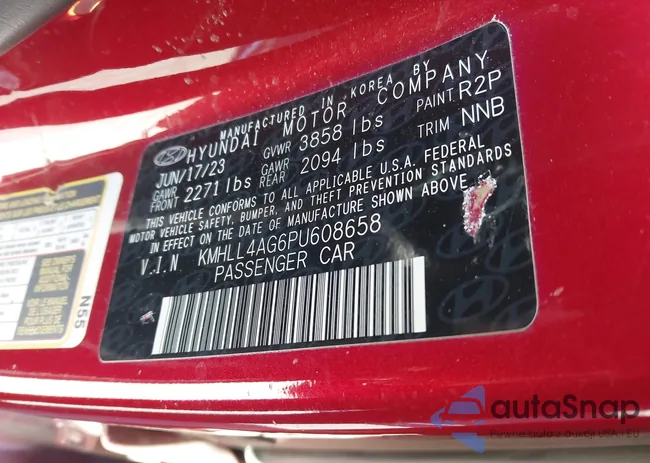 MANUFACTURED IN KOREA BY
HYUNDAI MOTOR COMPANY
JUN/17/23 GVWR 3858 lbs PAINT R2P
GAWR FRONT 2271 lbs GAWR REAR 2094 lbs TRIM NNB
THIS VEHICLE CONFORMS TO ALL APPLICABLE U.S.A. FEDERAL
MOTOR VEHICLE SAFETY, BUMPER, AND THEFT PREVENTION STANDARDS
IN EFFECT ON THE DATE OF MANUFACTURE SHOWN ABOVE
V.I.N KMHLL4AG6PU608658
PASSENGER CAR
N55
autoSnap